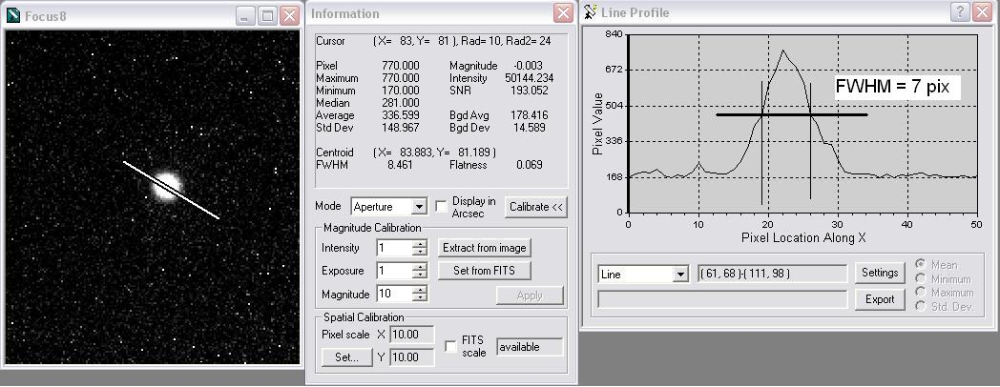 Focus8
Information
Cursor ( X= 83, Y= 81 ), Rad= 10, Rad2= 24
Pixel 770.000 Magnitude -0.003
Maximum 770.000 Intensity 50144.234
Minimum 170.000 SNR 193.052
Median 281.000
Average 336.599 Bgd Avg 178.416
Std Dev 148.967 Bgd Dev 14.589
Centroid ( X= 83.883, Y= 81.189 )
FWHM 8.461 Flatness 0.069
Mode Aperture Display in Arcsec Calibrate <<
Magnitude Calibration
Intensity 1 Extract from image
Exposure 1 Set from FITS
Magnitude 10 Apply
Spatial Calibration
Pixel scale X 10.00 FITS scale available
Set... Y 10.00
Line Profile
840
672
504
336
168
0
Pixel Value
FWHM = 7 pix
0 10 20 30 40 50
Pixel Location Along X
Line ( 61, 68 )-( 111, 98 ) Settings
Export
Mean
Minimum
Maximum
Std. Dev.